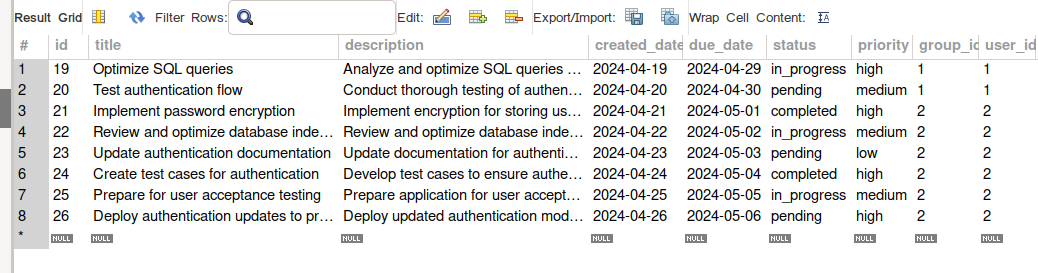 Result Grid Filter Rows: Edit: Export/Import: Wrap Cell Content: IA
# id title description created_date due_date status priority group_id user_id
1 19 Optimize SQL queries Analyze and optimize SQL queries ... 2024-04-19 2024-04-29 in_progress high 1 1
2 20 Test authentication flow Conduct thorough testing of authen... 2024-04-20 2024-04-30 pending medium 1 1
3 21 Implement password encryption Implement encryption for storing us... 2024-04-21 2024-05-01 completed high 2 2
4 22 Review and optimize database inde... Review and optimize database inde... 2024-04-22 2024-05-02 in_progress medium 2 2
5 23 Update authentication documentation Update documentation for authenti... 2024-04-23 2024-05-03 pending low 2 2
6 24 Create test cases for authentication Develop test cases to ensure authe... 2024-04-24 2024-05-04 completed high 2 2
7 25 Prepare for user acceptance testing Prepare application for user accept... 2024-04-25 2024-05-05 in_progress medium 2 2
8 26 Deploy authentication updates to pr... Deploy updated authentication mod... 2024-04-26 2024-05-06 pending high 2 2
* NULL NULL NULL NULL NULL NULL NULL NULL NULL